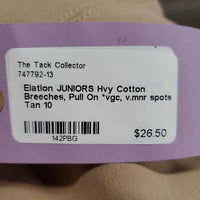 The Tack Collector
747792-13
Elation JUNIORS Hvy Cotton
Breeches, Pull On *vgc, v.mnr spots
Tan 10
$26.50
142PBG